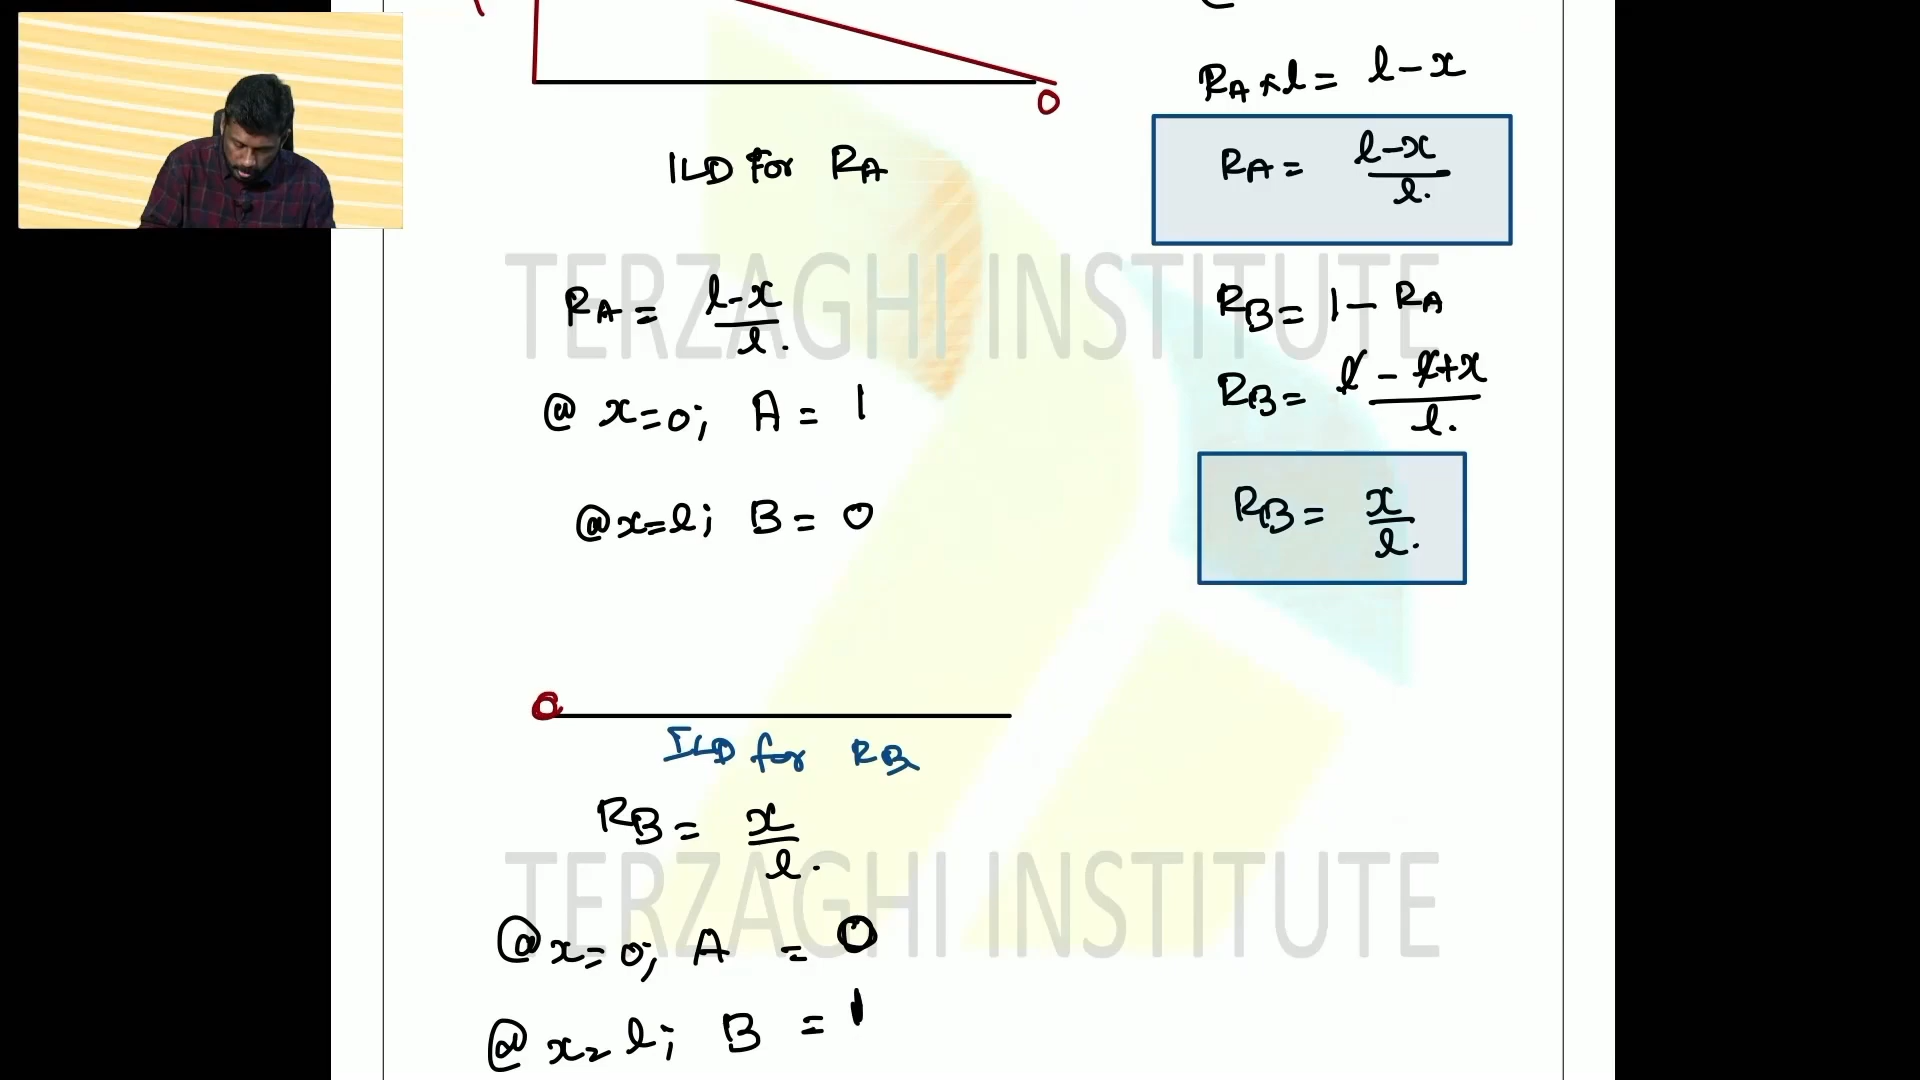 0
ILD For RA
RA = l-x / l.
@ x=0; A = 1
@x=l; B = 0
RA×l = l-x
RA = l-x / l.
RB = 1 - RA
RB = l - l+x / l.
RB = x / l.
TERZAGHI INSTITUTE
0
ILD for RB
RB = x / l.
TERZAGHI INSTITUTE
@x=0; A = 0
@ x= l; B = 1